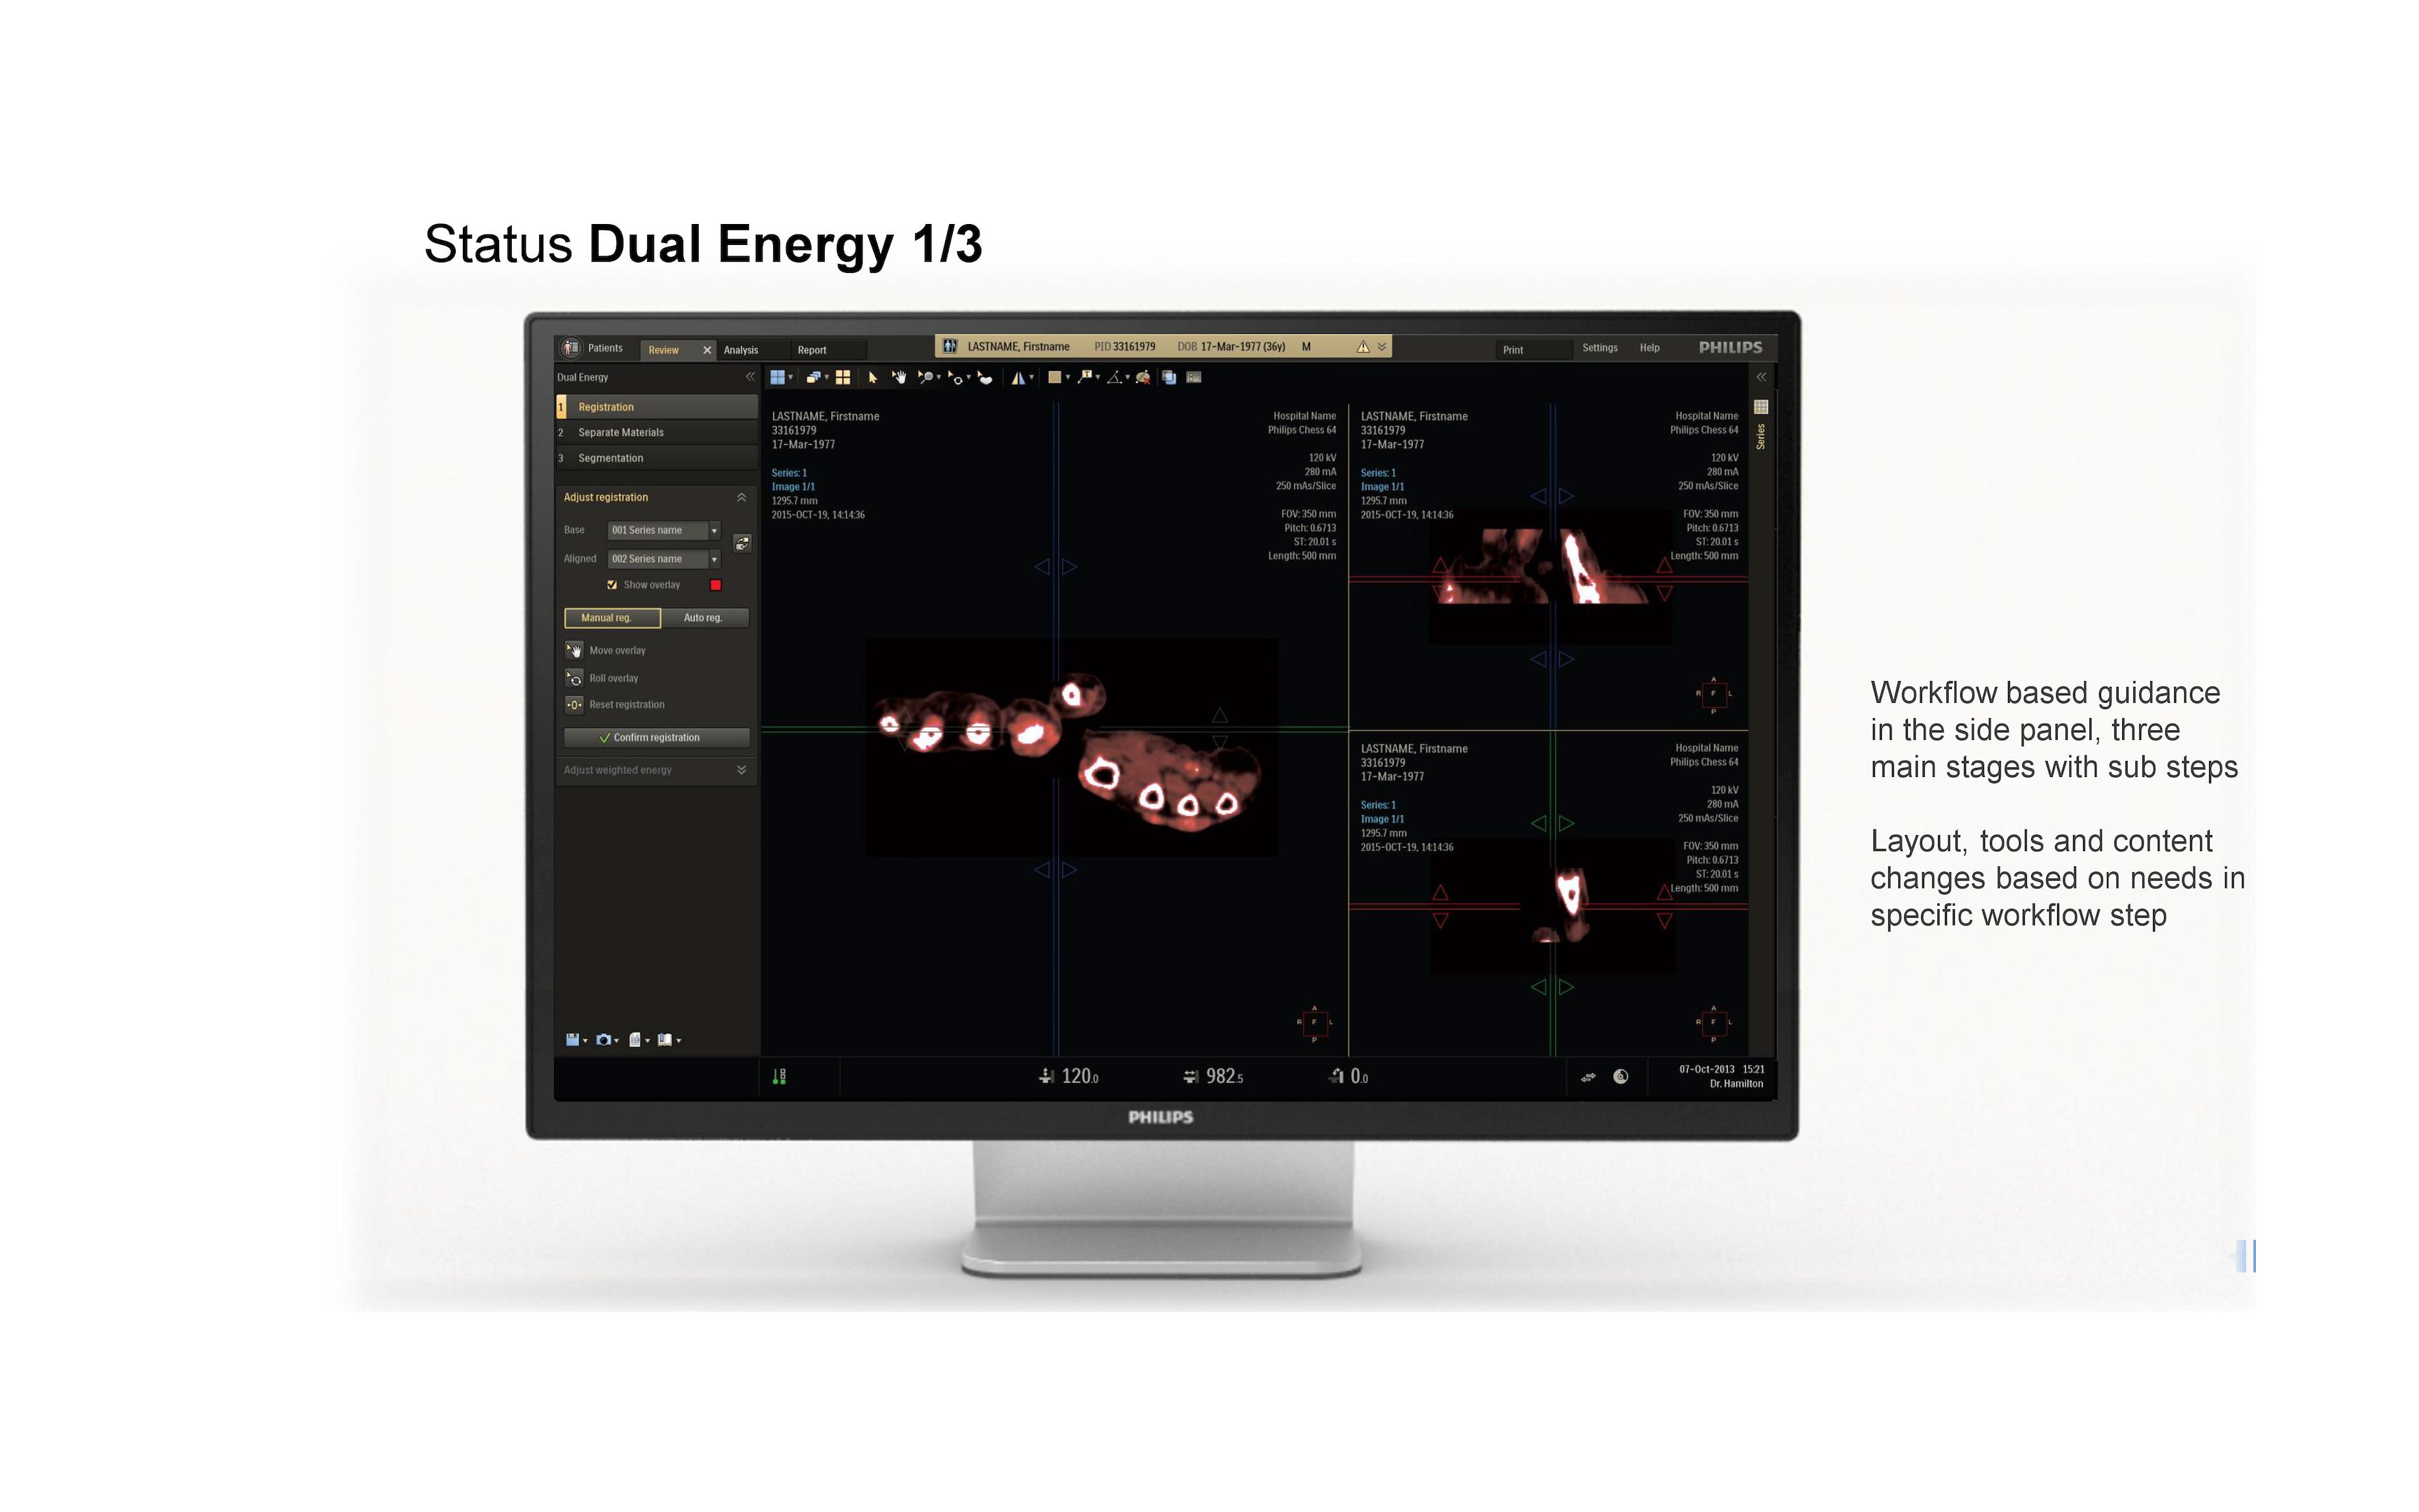 Status Dual Energy 1/3
Patients
Review
Analysis
Report
LASTNAME, Firstname PID 33161979 DOB 17-Mar-1977 (36y) M
Print
Settings
Help
PHILIPS
Dual Energy
1 Registration
2 Separate Materials
3 Segmentation
Adjust registration
Base 001 Series name
Aligned 002 Series name
Show overlay
Manual reg. Auto reg.
Move overlay
Roll overlay
Reset registration
Confirm registration
Adjust weighted energy
LASTNAME, Firstname
33161979
17-Mar-1977
Series: 1
Image 1/1
1295.7 mm
2015-OCT-19, 14:14:36
Hospital Name
Philips Chess 64
120 kV
280 mA
250 mAs/Slice
FOV: 350 mm
Pitch: 0.6713
ST: 20.01 s
Length: 500 mm
A
R F L
P
LASTNAME, Firstname
33161979
17-Mar-1977
Series: 1
Image 1/1
1295.7 mm
2015-OCT-19, 14:14:36
Hospital Name
Philips Chess 64
120 kV
280 mA
250 mAs/Slice
FOV: 350 mm
Pitch: 0.6713
ST: 20.01 s
Length: 500 mm
A
R F L
P
LASTNAME, Firstname
33161979
17-Mar-1977
Series: 1
Image 1/1
1295.7 mm
2015-OCT-19, 14:14:36
Hospital Name
Philips Chess 64
120 kV
280 mA
250 mAs/Slice
FOV: 350 mm
Pitch: 0.6713
ST: 20.01 s
Length: 500 mm
A
R F L
P
Series
120.0
982.5
0.0
07-Oct-2013 15:21
Dr. Hamilton
PHILIPS
Workflow based guidance
in the side panel, three
main stages with sub steps
Layout, tools and content
changes based on needs in
specific workflow step